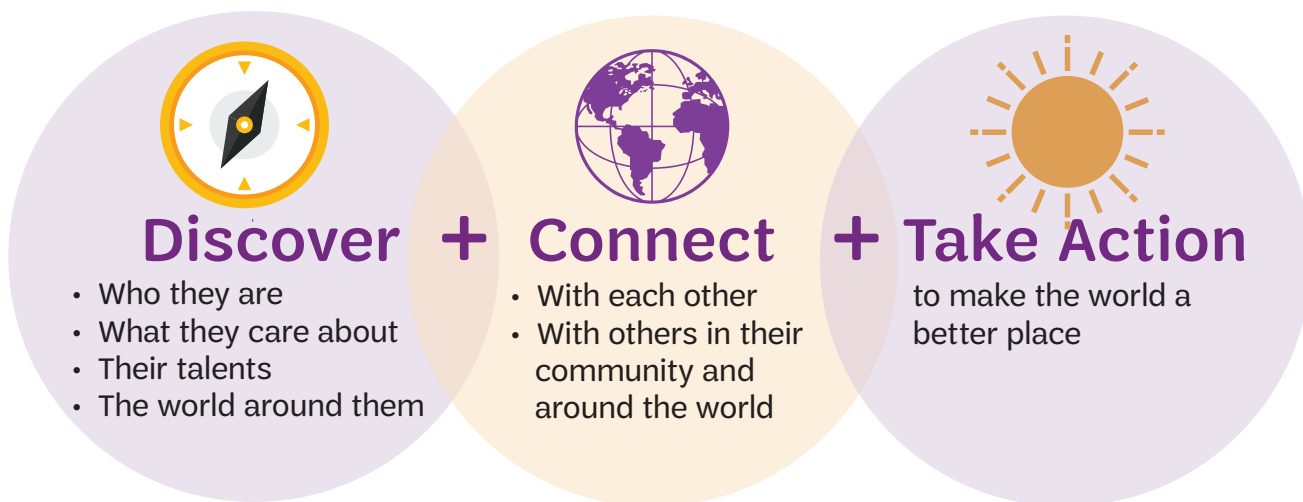 Discover + Connect + Take Action
• Who they are
• What they care about
• Their talents
• The world around them
• With each other
• With others in their
community and
around the world
to make the world a
better place